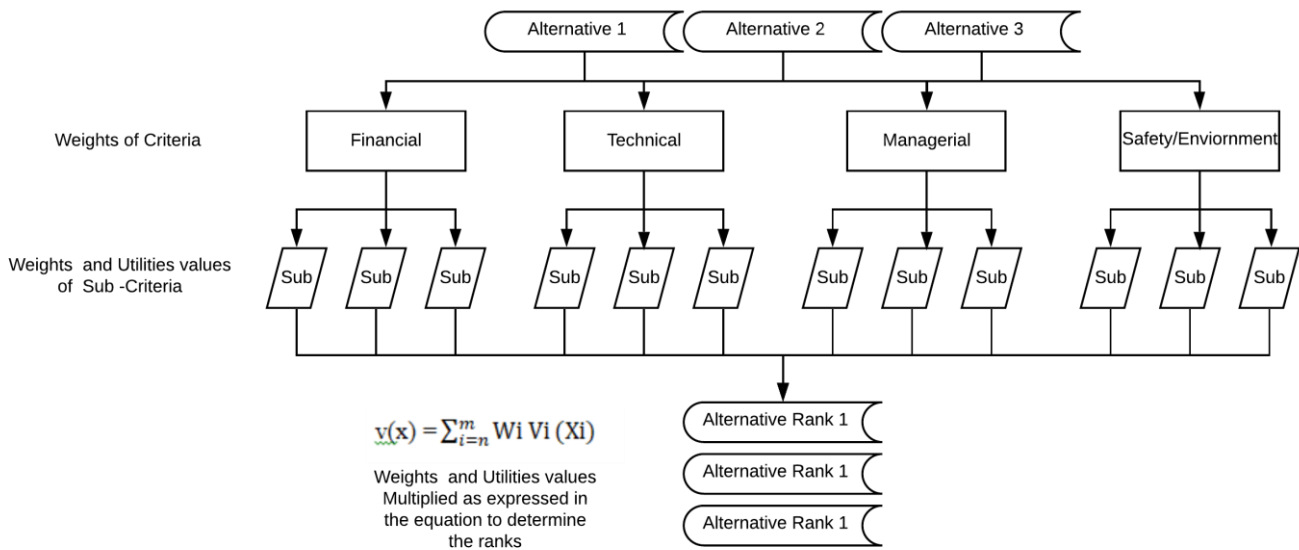 Alternative 1
Alternative 2
Alternative 3
Weights of Criteria
Financial
Technical
Managerial
Safety/Enviornment
Weights and Utilities values
of Sub -Criteria
Sub
Sub
Sub
Sub
Sub
Sub
Sub
Sub
Sub
Sub
Sub
Sub
v(x) = ∑ᵐᵢ₌ₙ Wi Vi (Xi)
Weights and Utilities values
Multiplied as expressed in
the equation to determine
the ranks
Alternative Rank 1
Alternative Rank 1
Alternative Rank 1